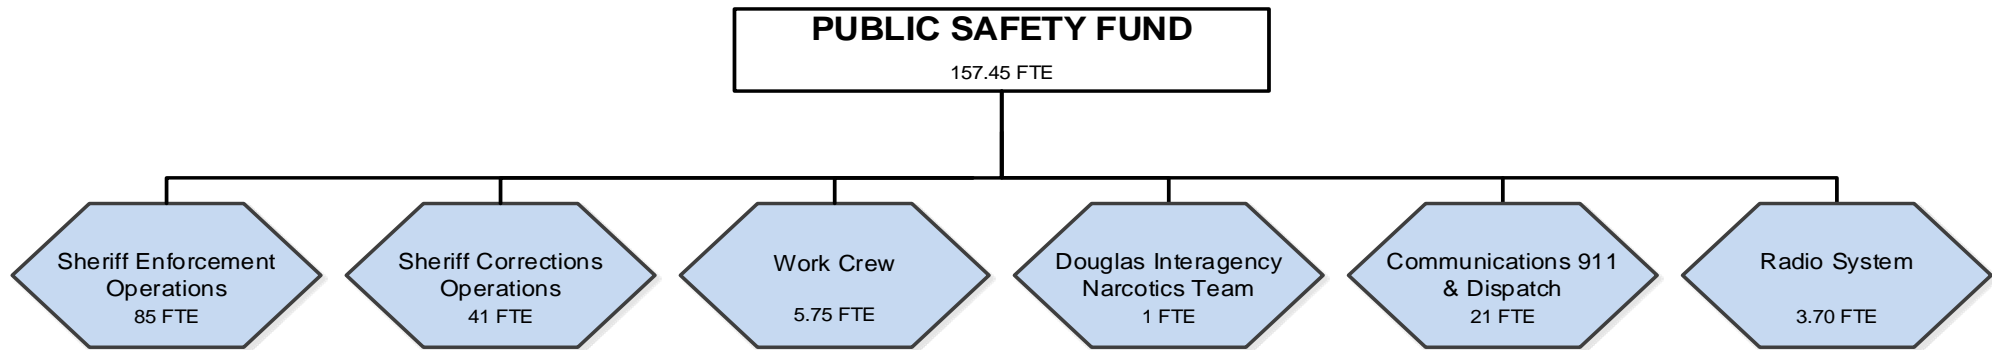 PUBLIC SAFETY FUND
157.45 FTE
Sheriff Enforcement
Operations
85 FTE
Sheriff Corrections
Operations
41 FTE
Work Crew
5.75 FTE
Douglas Interagency
Narcotics Team
1 FTE
Communications 911
& Dispatch
21 FTE
Radio System
3.70 FTE